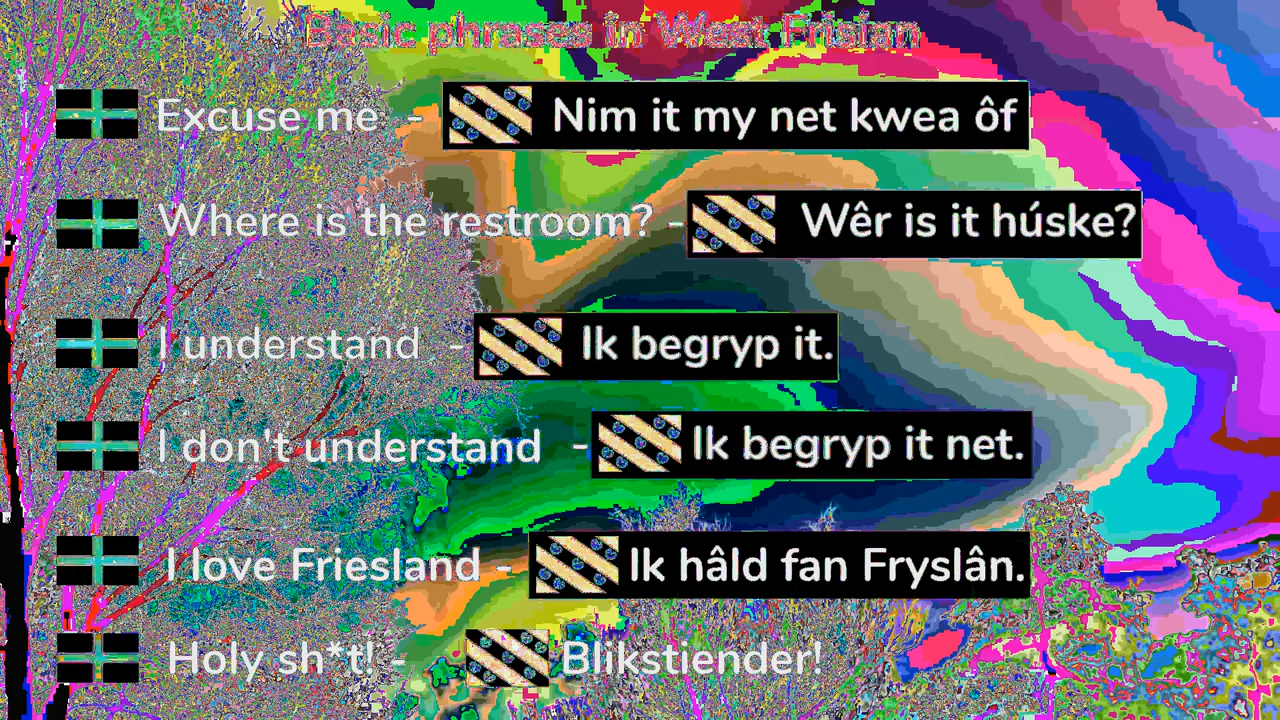 Basic phrases in West Frisian
Excuse me - Nim it my net kwea ôf
Where is the restroom? - Wêr is it húske?
I understand - Ik begryp it.
I don't understand - Ik begryp it net.
I love Friesland - Ik hâld fan Fryslân.
Holy sh*t! - Blikstiender!